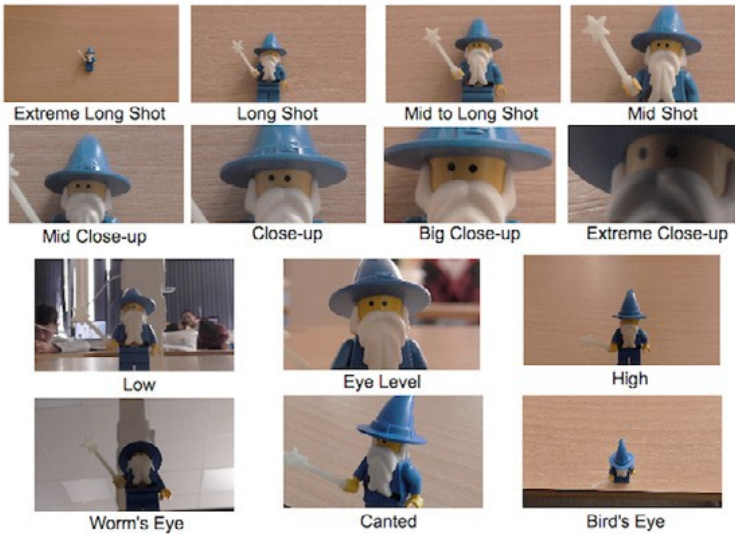 Extreme Long Shot
Long Shot
Mid to Long Shot
Mid Shot
Mid Close-up
Close-up
Big Close-up
Extreme Close-up
Low
Eye Level
High
Worm's Eye
Canted
Bird's Eye